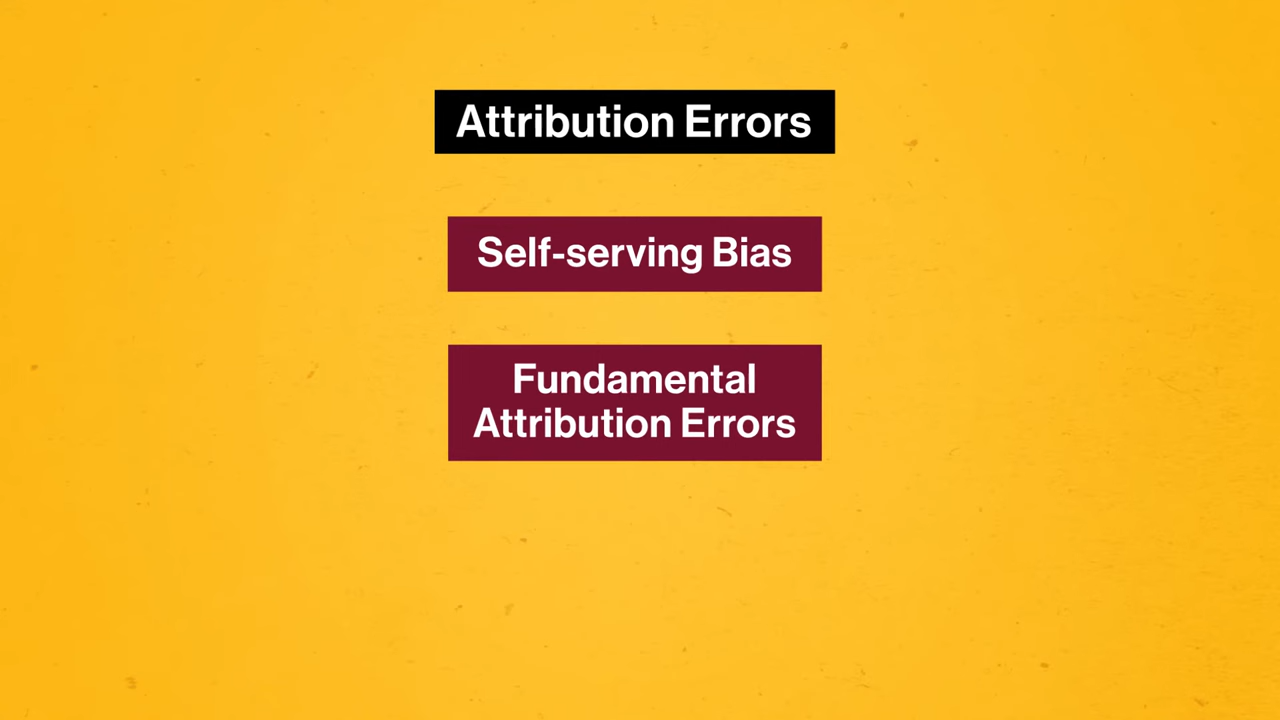 Attribution Errors
Self-serving Bias
Fundamental
Attribution Errors